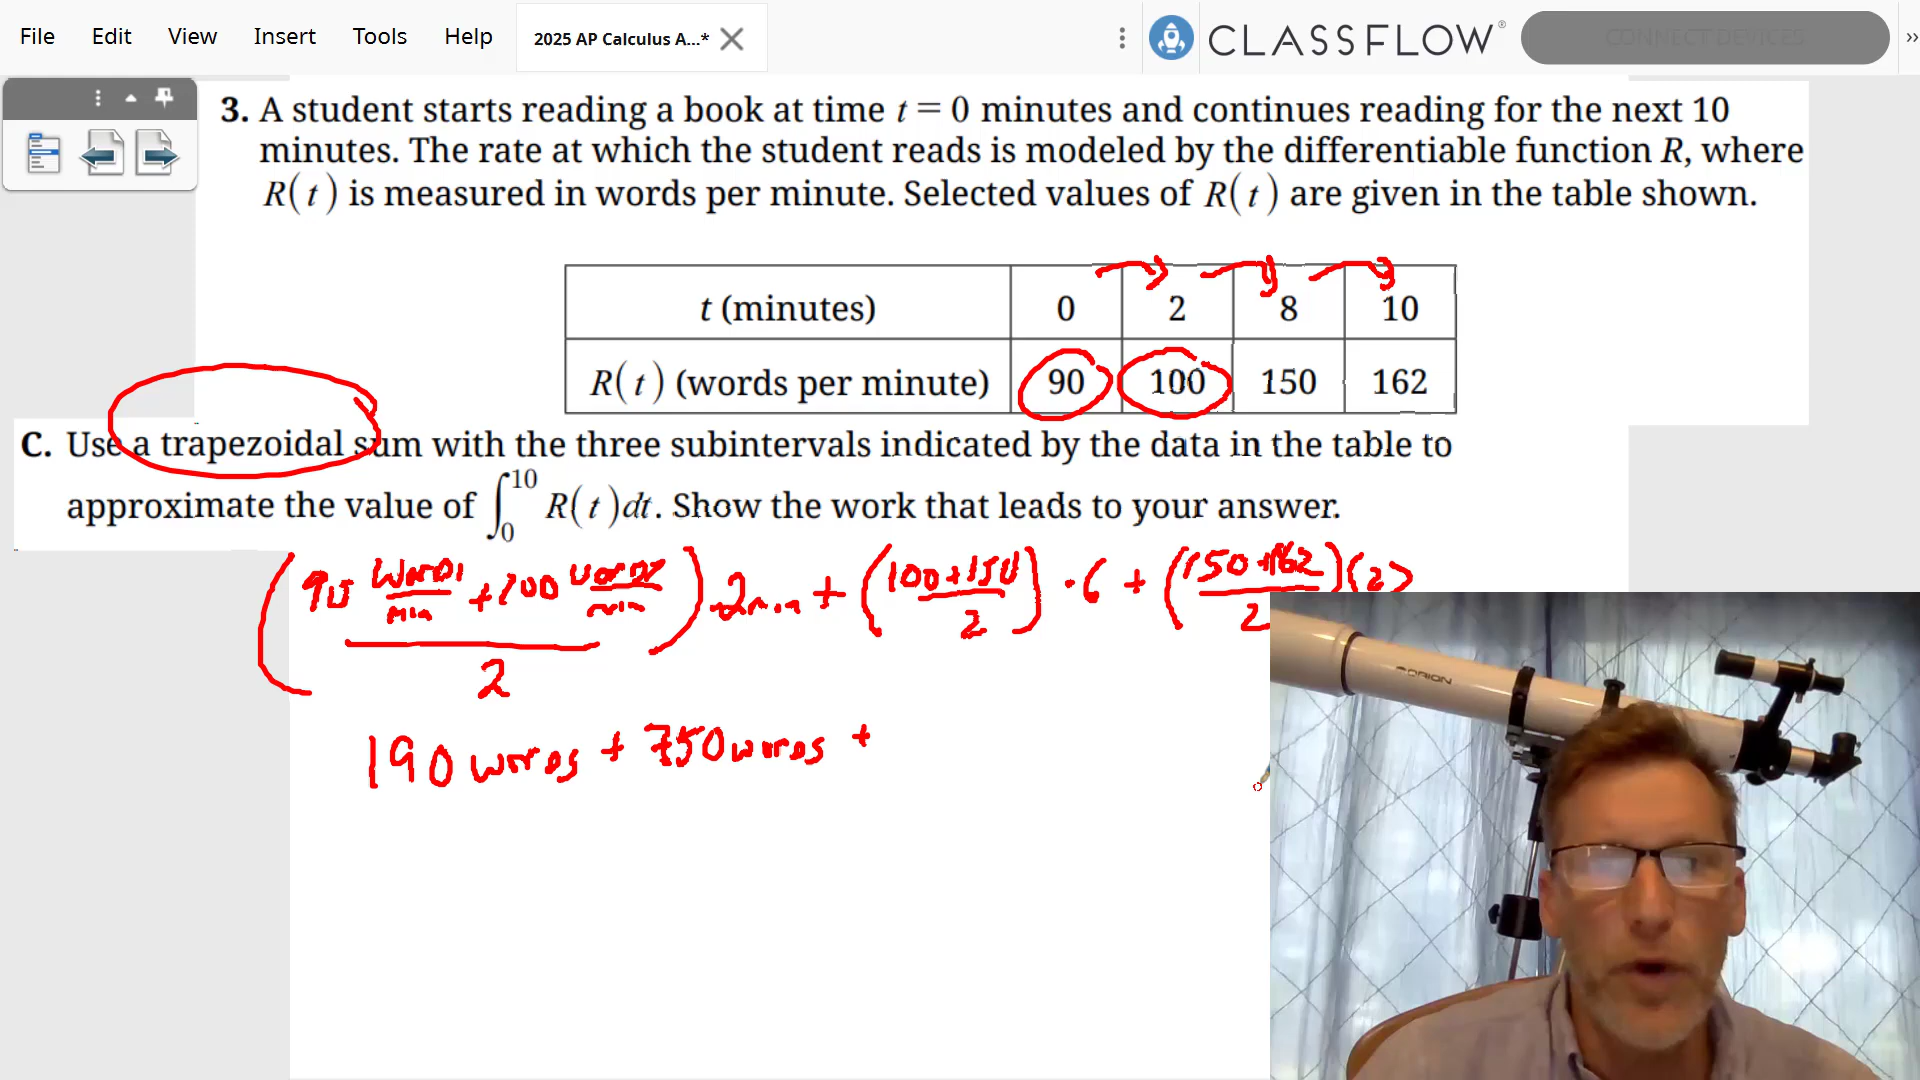 File Edit View Insert Tools Help 2025 AP Calculus A...* CLASSFLOW® CONNECT DEVICES
3. A student starts reading a book at time t = 0 minutes and continues reading for the next 10
minutes. The rate at which the student reads is modeled by the differentiable function R, where
R(t) is measured in words per minute. Selected values of R(t) are given in the table shown.
t (minutes) 0 2 8 10
R(t) (words per minute) 90 100 150 162
C. Use a trapezoidal sum with the three subintervals indicated by the data in the table to
approximate the value of ∫₀¹⁰ R(t)dt. Show the work that leads to your answer.
(90 words/min + 100 words/min / 2) · 2min + (100+150 / 2) · 6 + (150+162 / 2)(2)
190 words + 750 words +
ORION